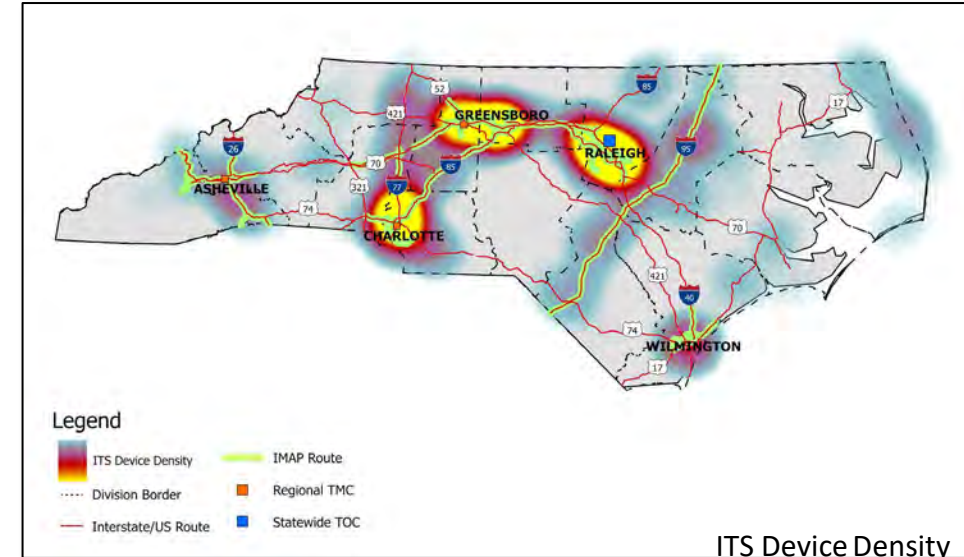 85
52
17
GREENSBORO
421
RALEIGH
95
26
85
70
ASHEVILLE
321
77
74
70
CHARLOTTE
421
40
74
WILMINGTON
17
Legend
ITS Device Density
IMAP Route
Division Border
Regional TMC
Interstate/US Route
Statewide TOC
ITS Device Density